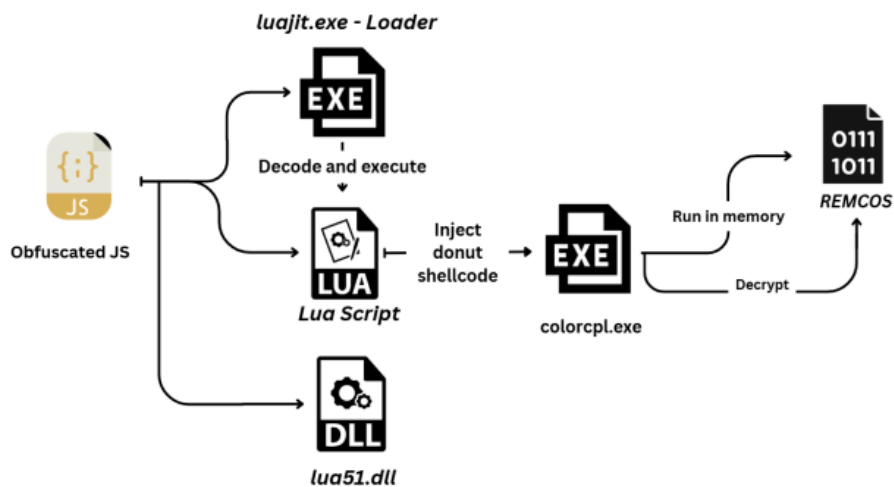 luajit.exe - Loader
EXE
Decode and execute
{;}
JS
Obfuscated JS
LUA
Lua Script
Inject
donut
shellcode
EXE
colorcpl.exe
Run in memory
Decrypt
0111
1011
REMCOS
DLL
lua51.dll